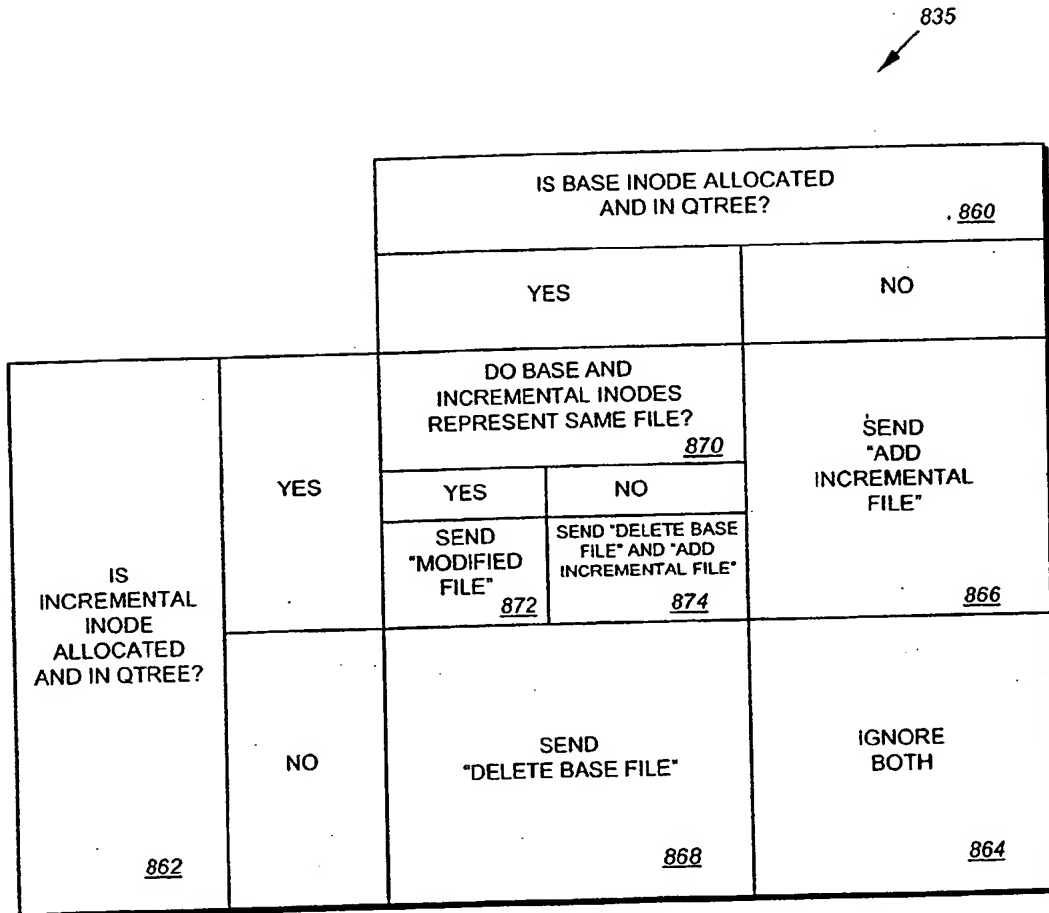 835
IS BASE INODE ALLOCATED
AND IN QTREE?
860
YES
NO
DO BASE AND
INCREMENTAL INODES
REPRESENT SAME FILE?
870
YES
NO
SEND
"MODIFIED
FILE"
872
SEND "DELETE BASE
FILE" AND "ADD
INCREMENTAL FILE"
874
SEND
"ADD
INCREMENTAL
FILE"
866
YES
IS
INCREMENTAL
INODE
ALLOCATED
AND IN QTREE?
862
NO
SEND
"DELETE BASE FILE"
868
IGNORE
BOTH
864